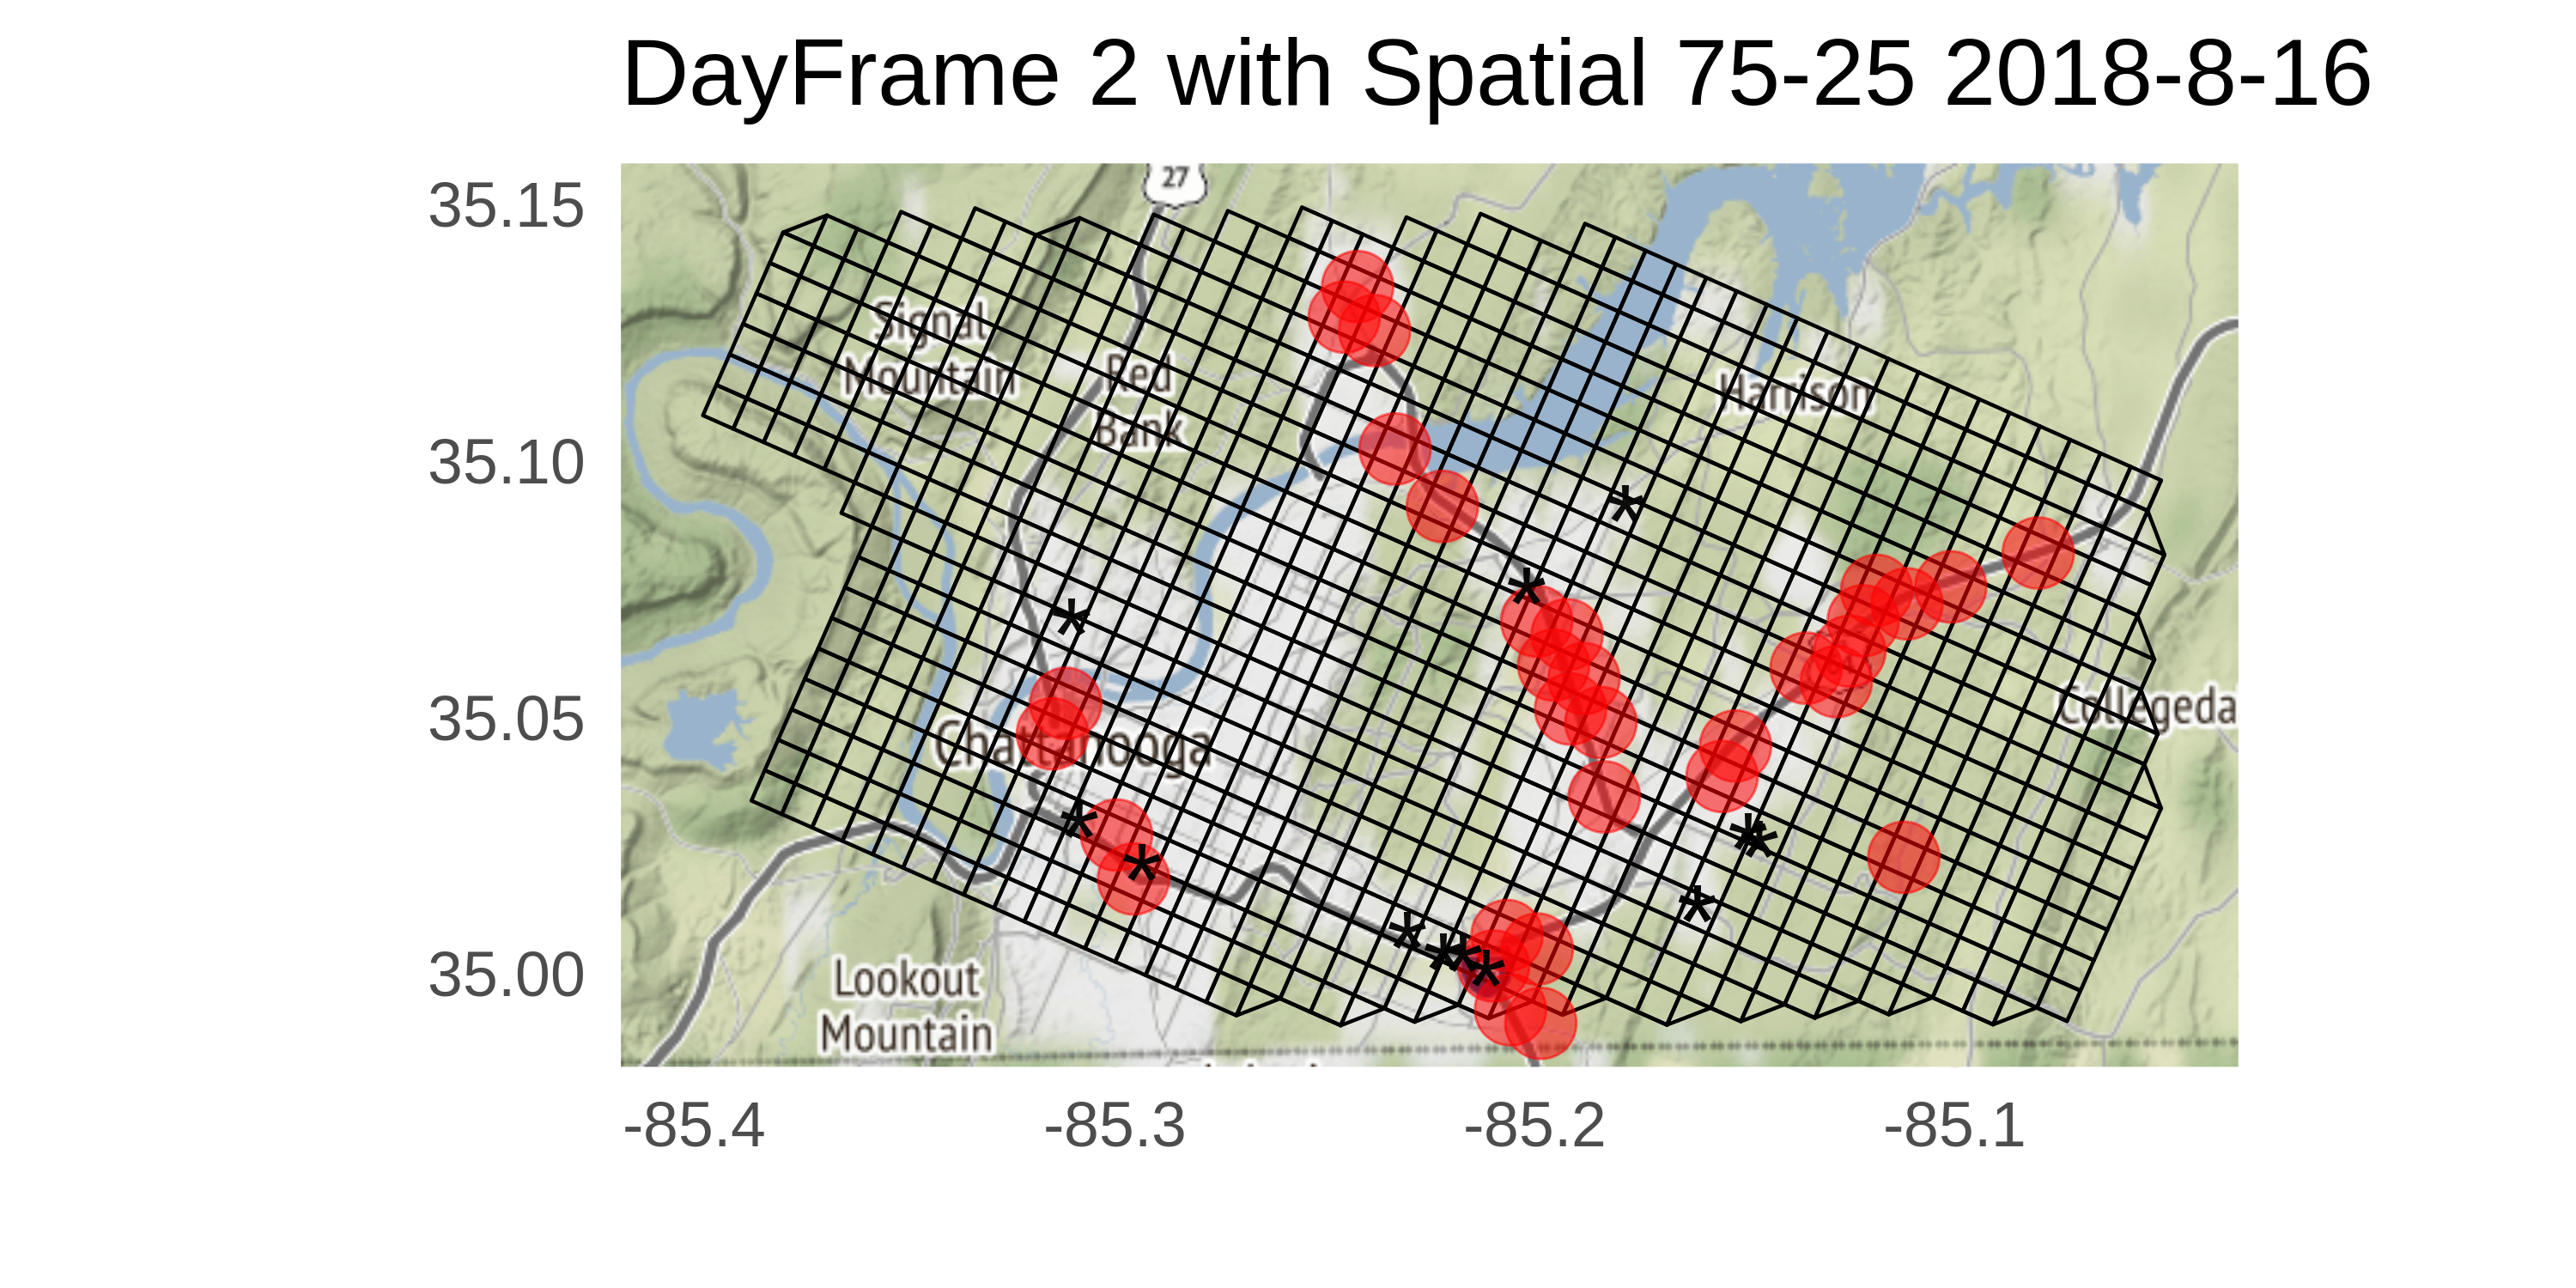 DayFrame 2 with Spatial 75-25 2018-8-16
35.15
35.10
35.05
35.00
27
Signal
Mountain
Red
Bank
Harrison
Chattanooga
Collegeda
Lookout
Mountain
-85.4
-85.3
-85.2
-85.1